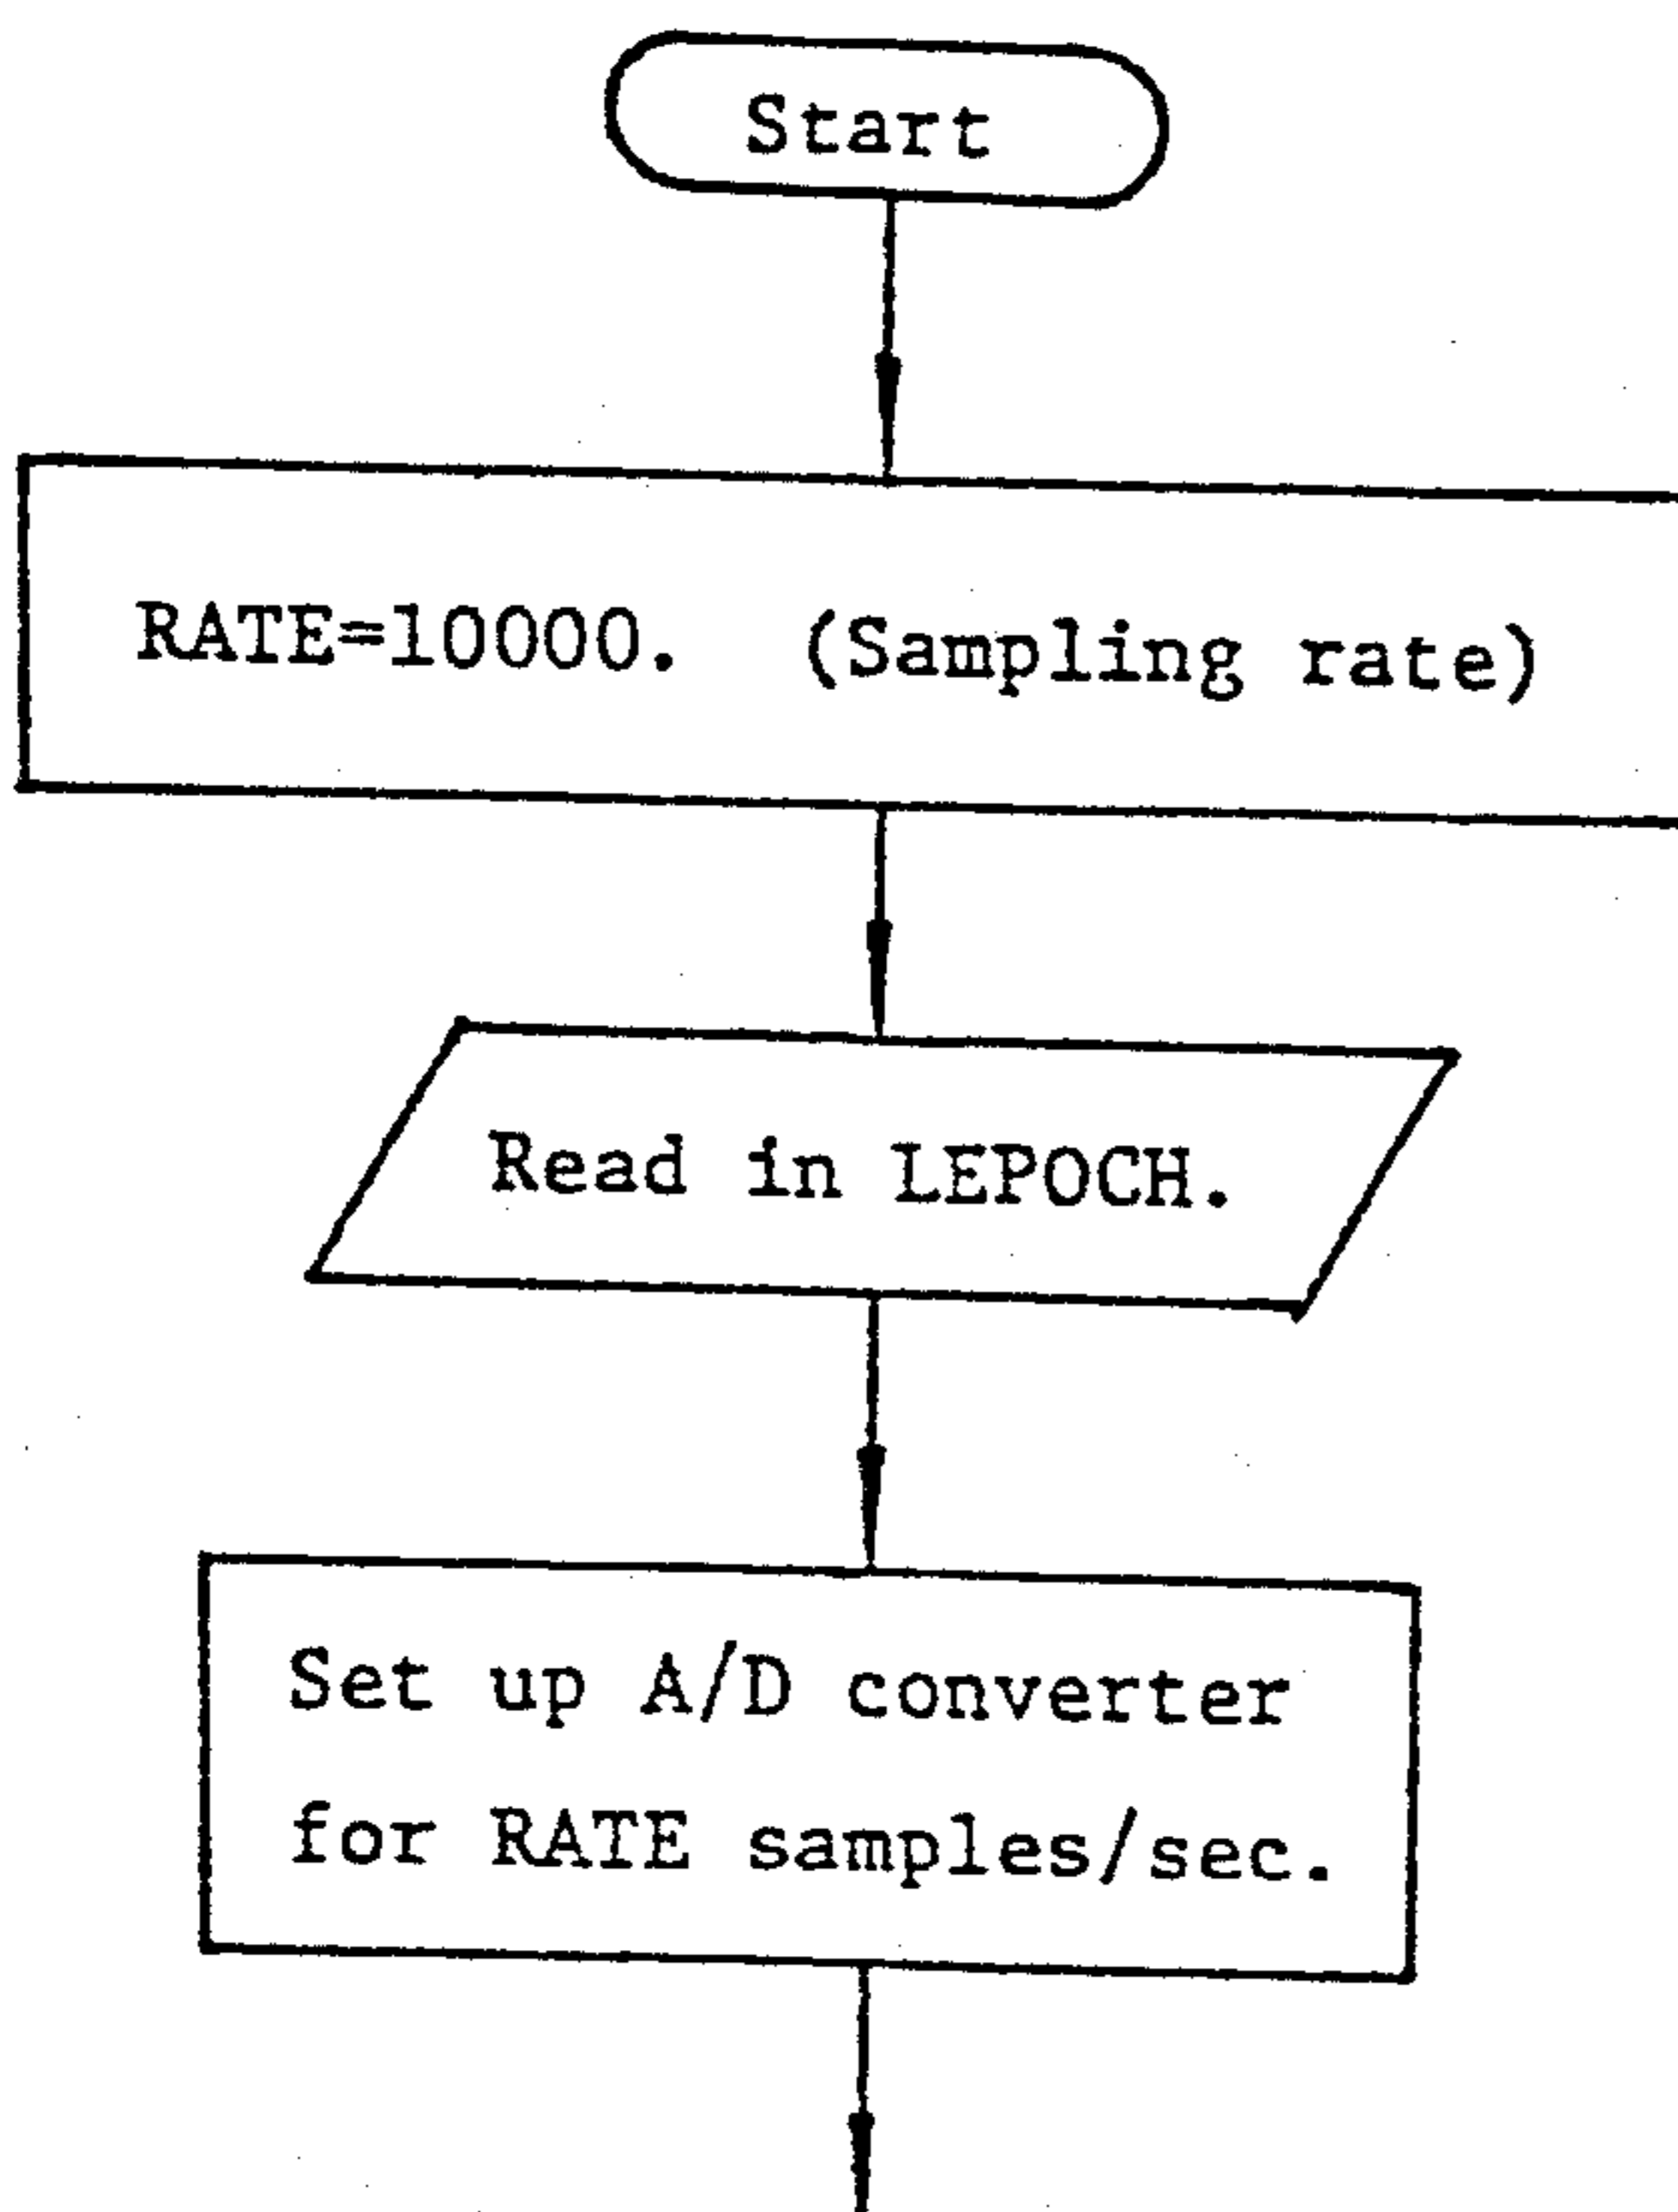 Start
RATE=10000. (Sampling rate)
Read in LEPOCH.
Set up A/D converter
for RATE samples/sec.